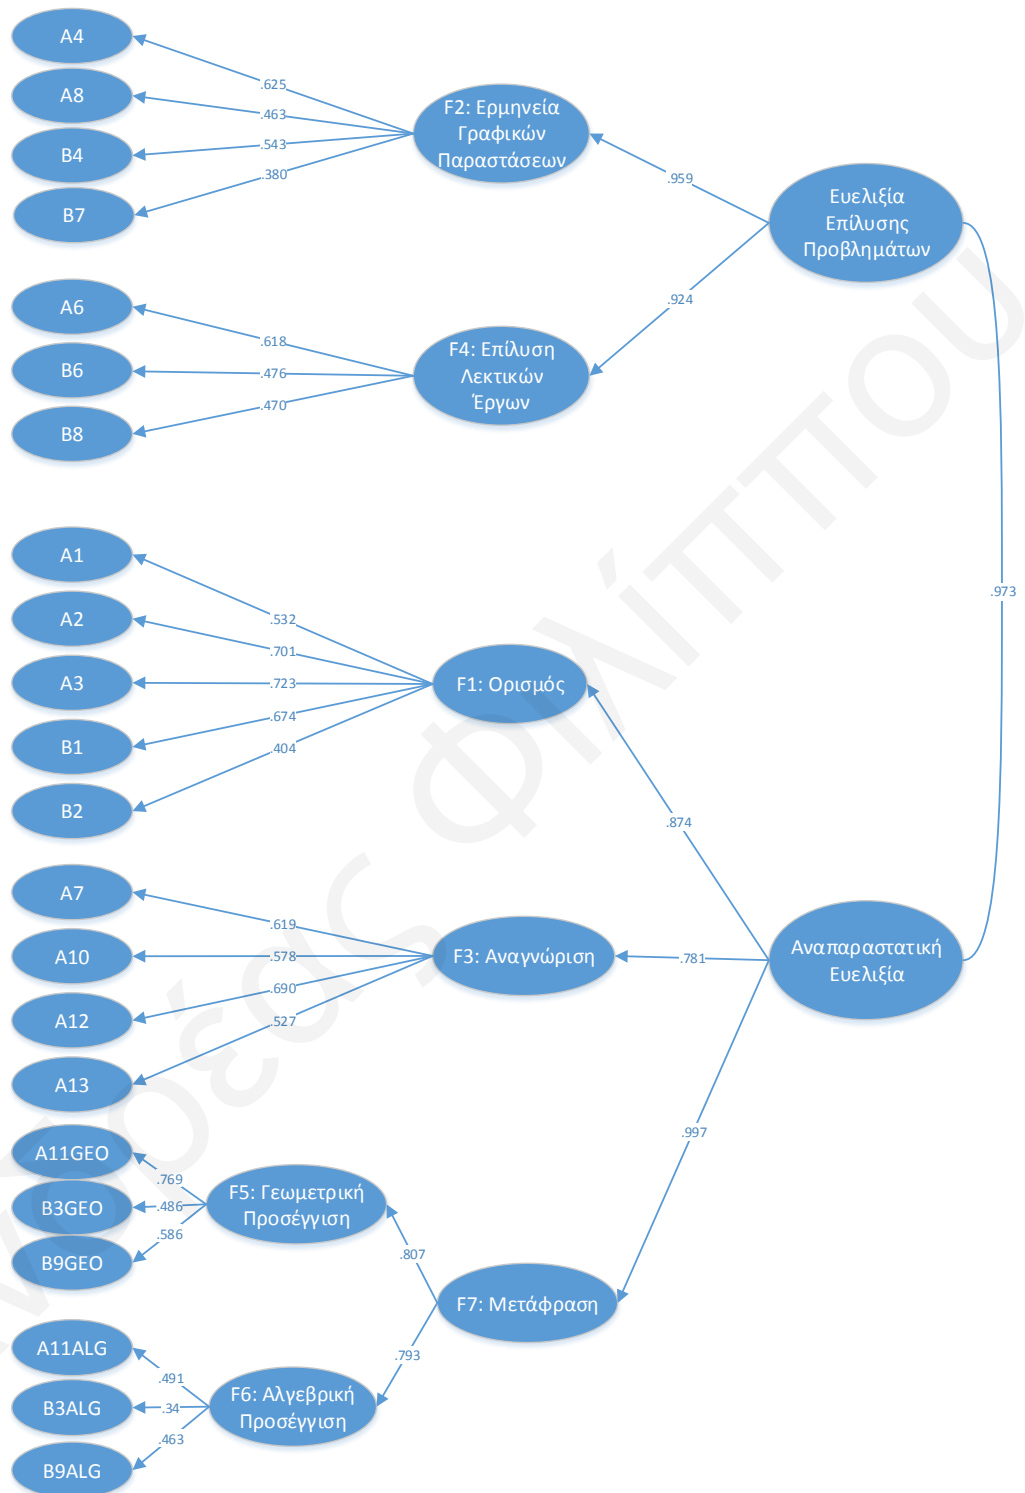 A4
A8
B4
B7
.625
.463
.543
.380
F2: Ερμηνεία
Γραφικών
Παραστάσεων
.959
Ευελιξία
Επίλυσης
Προβλημάτων
A6
B6
B8
.618
.476
.470
F4: Επίλυση
Λεκτικών
Έργων
.924
.973
A1
A2
A3
B1
B2
.532
.701
.723
.674
.404
F1: Ορισμός
.874
A7
A10
A12
A13
.619
.578
.690
.527
F3: Αναγνώριση
.781
Αναπαραστατική
Ευελιξία
.997
A11GEO
B3GEO
B9GEO
.769
.486
.586
F5: Γεωμετρική
Προσέγγιση
.807
F7: Μετάφραση
.793
A11ALG
B3ALG
B9ALG
.491
.34
.463
F6: Αλγεβρική
Προσέγγιση
Φιλίππου